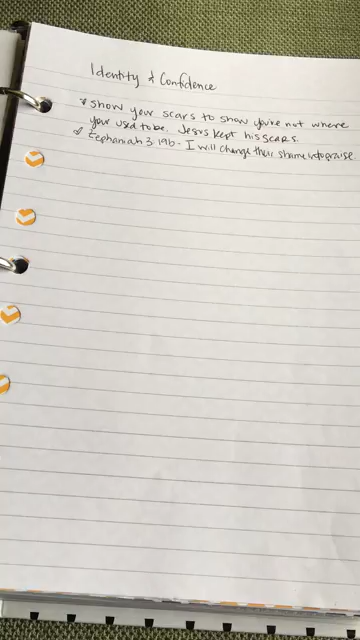 Identity & Confidence
* Show your scars to show you're not where
your used to be. Jesus kept his scars.
Zephaniah 3:19b - I will change their shame into praise